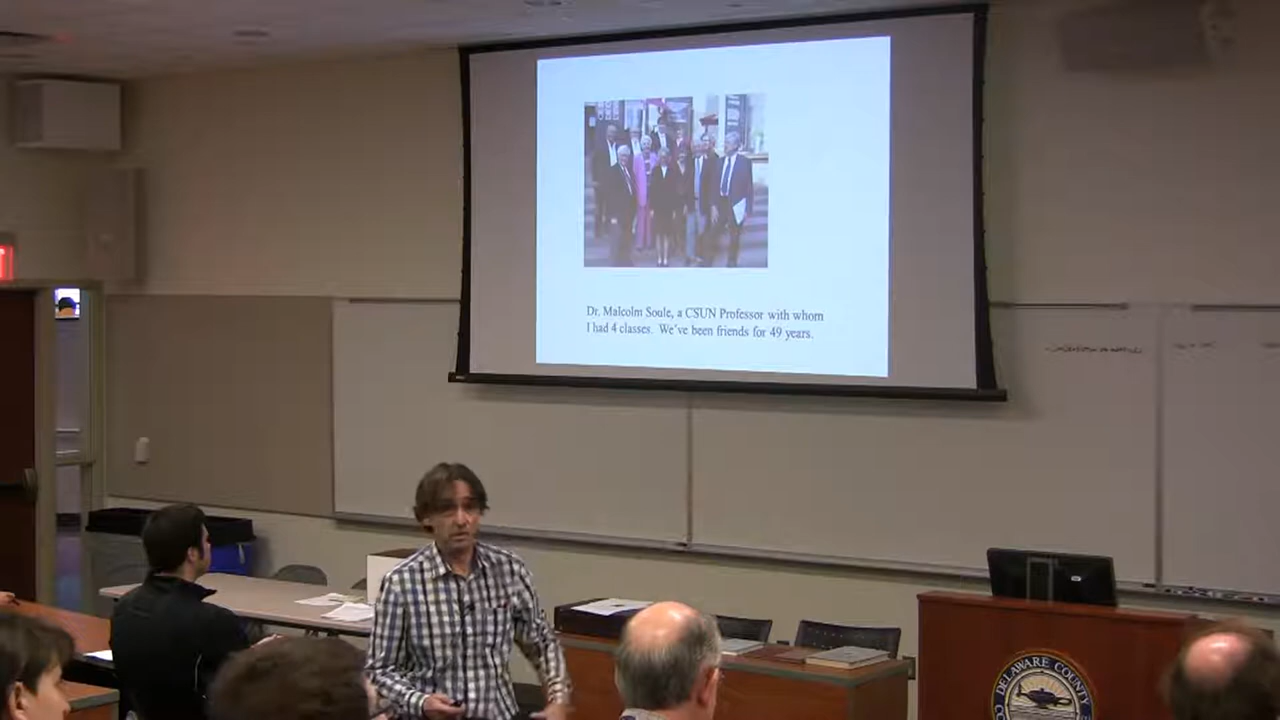 Dr. Malcolm Soule, a CSUN Professor with whom
I had 4 classes. We've been friends for 49 years.
DELAWARE COUNTY
CO